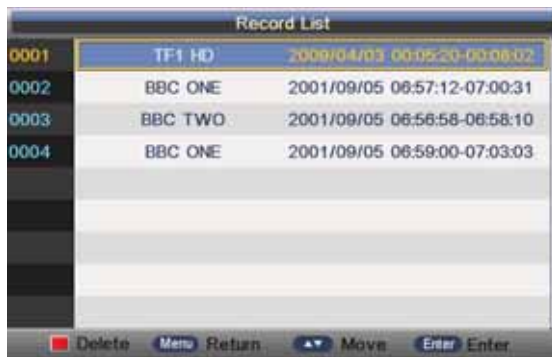 Record List
0001 TF1 HD 2009/04/03 00:05:20-00:06:02
0002 BBC ONE 2001/09/05 06:57:12-07:00:31
0003 BBC TWO 2001/09/05 06:56:58-06:58:10
0004 BBC ONE 2001/09/05 06:59:00-07:03:03
Delete Menu Return Move Enter Enter